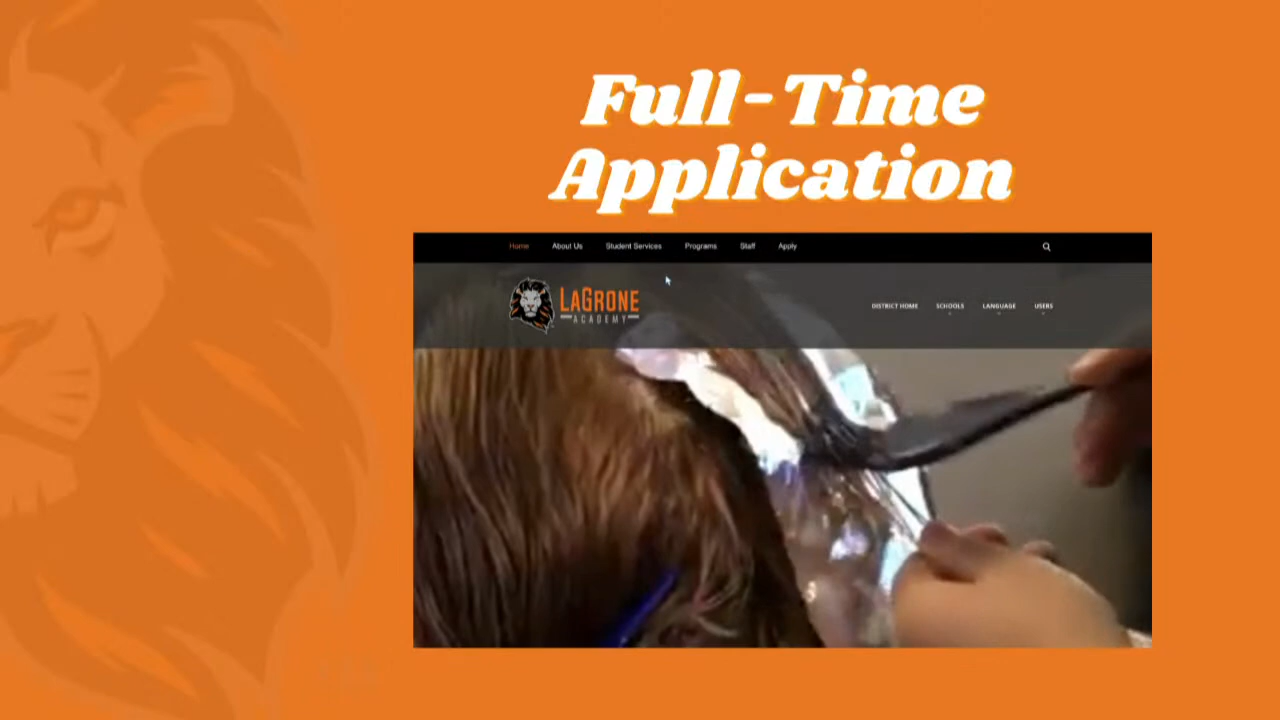 Full-Time
Application
Home About Us Student Services Programs Staff Apply
LAGRONE
ACADEMY
DISTRICT HOME SCHOOLS LANGUAGE USERS